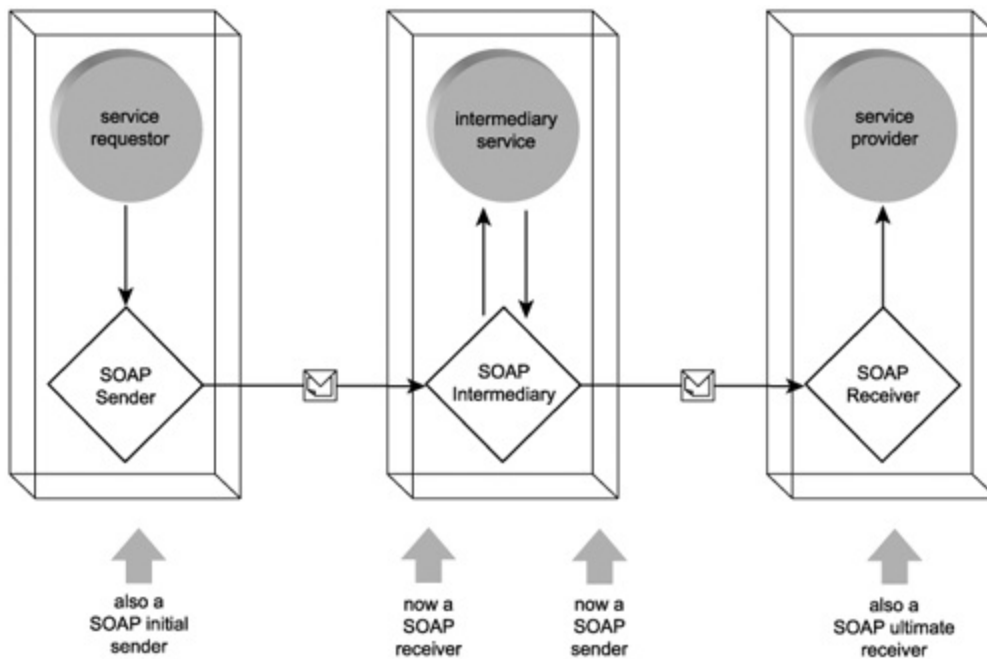 service
requestor
intermediary
service
service
provider
SOAP
Sender
SOAP
Intermediary
SOAP
Receiver
also a
SOAP initial
sender
now a
SOAP
receiver
now a
SOAP
sender
also a
SOAP ultimate
receiver